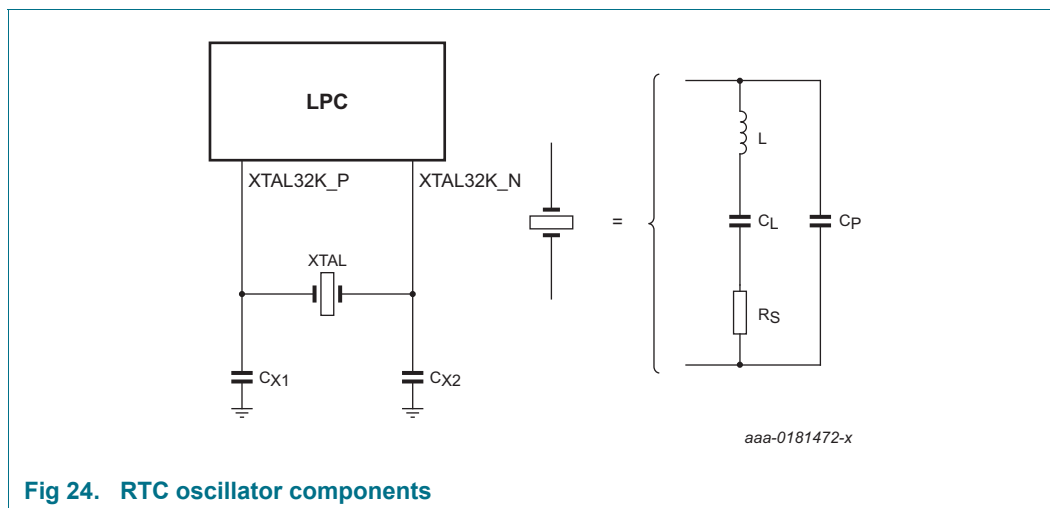 LPC
XTAL32K_P
XTAL32K_N
XTAL
CX1
CX2
=
L
CL
CP
RS
aaa-0181472-x
Fig 24. RTC oscillator components